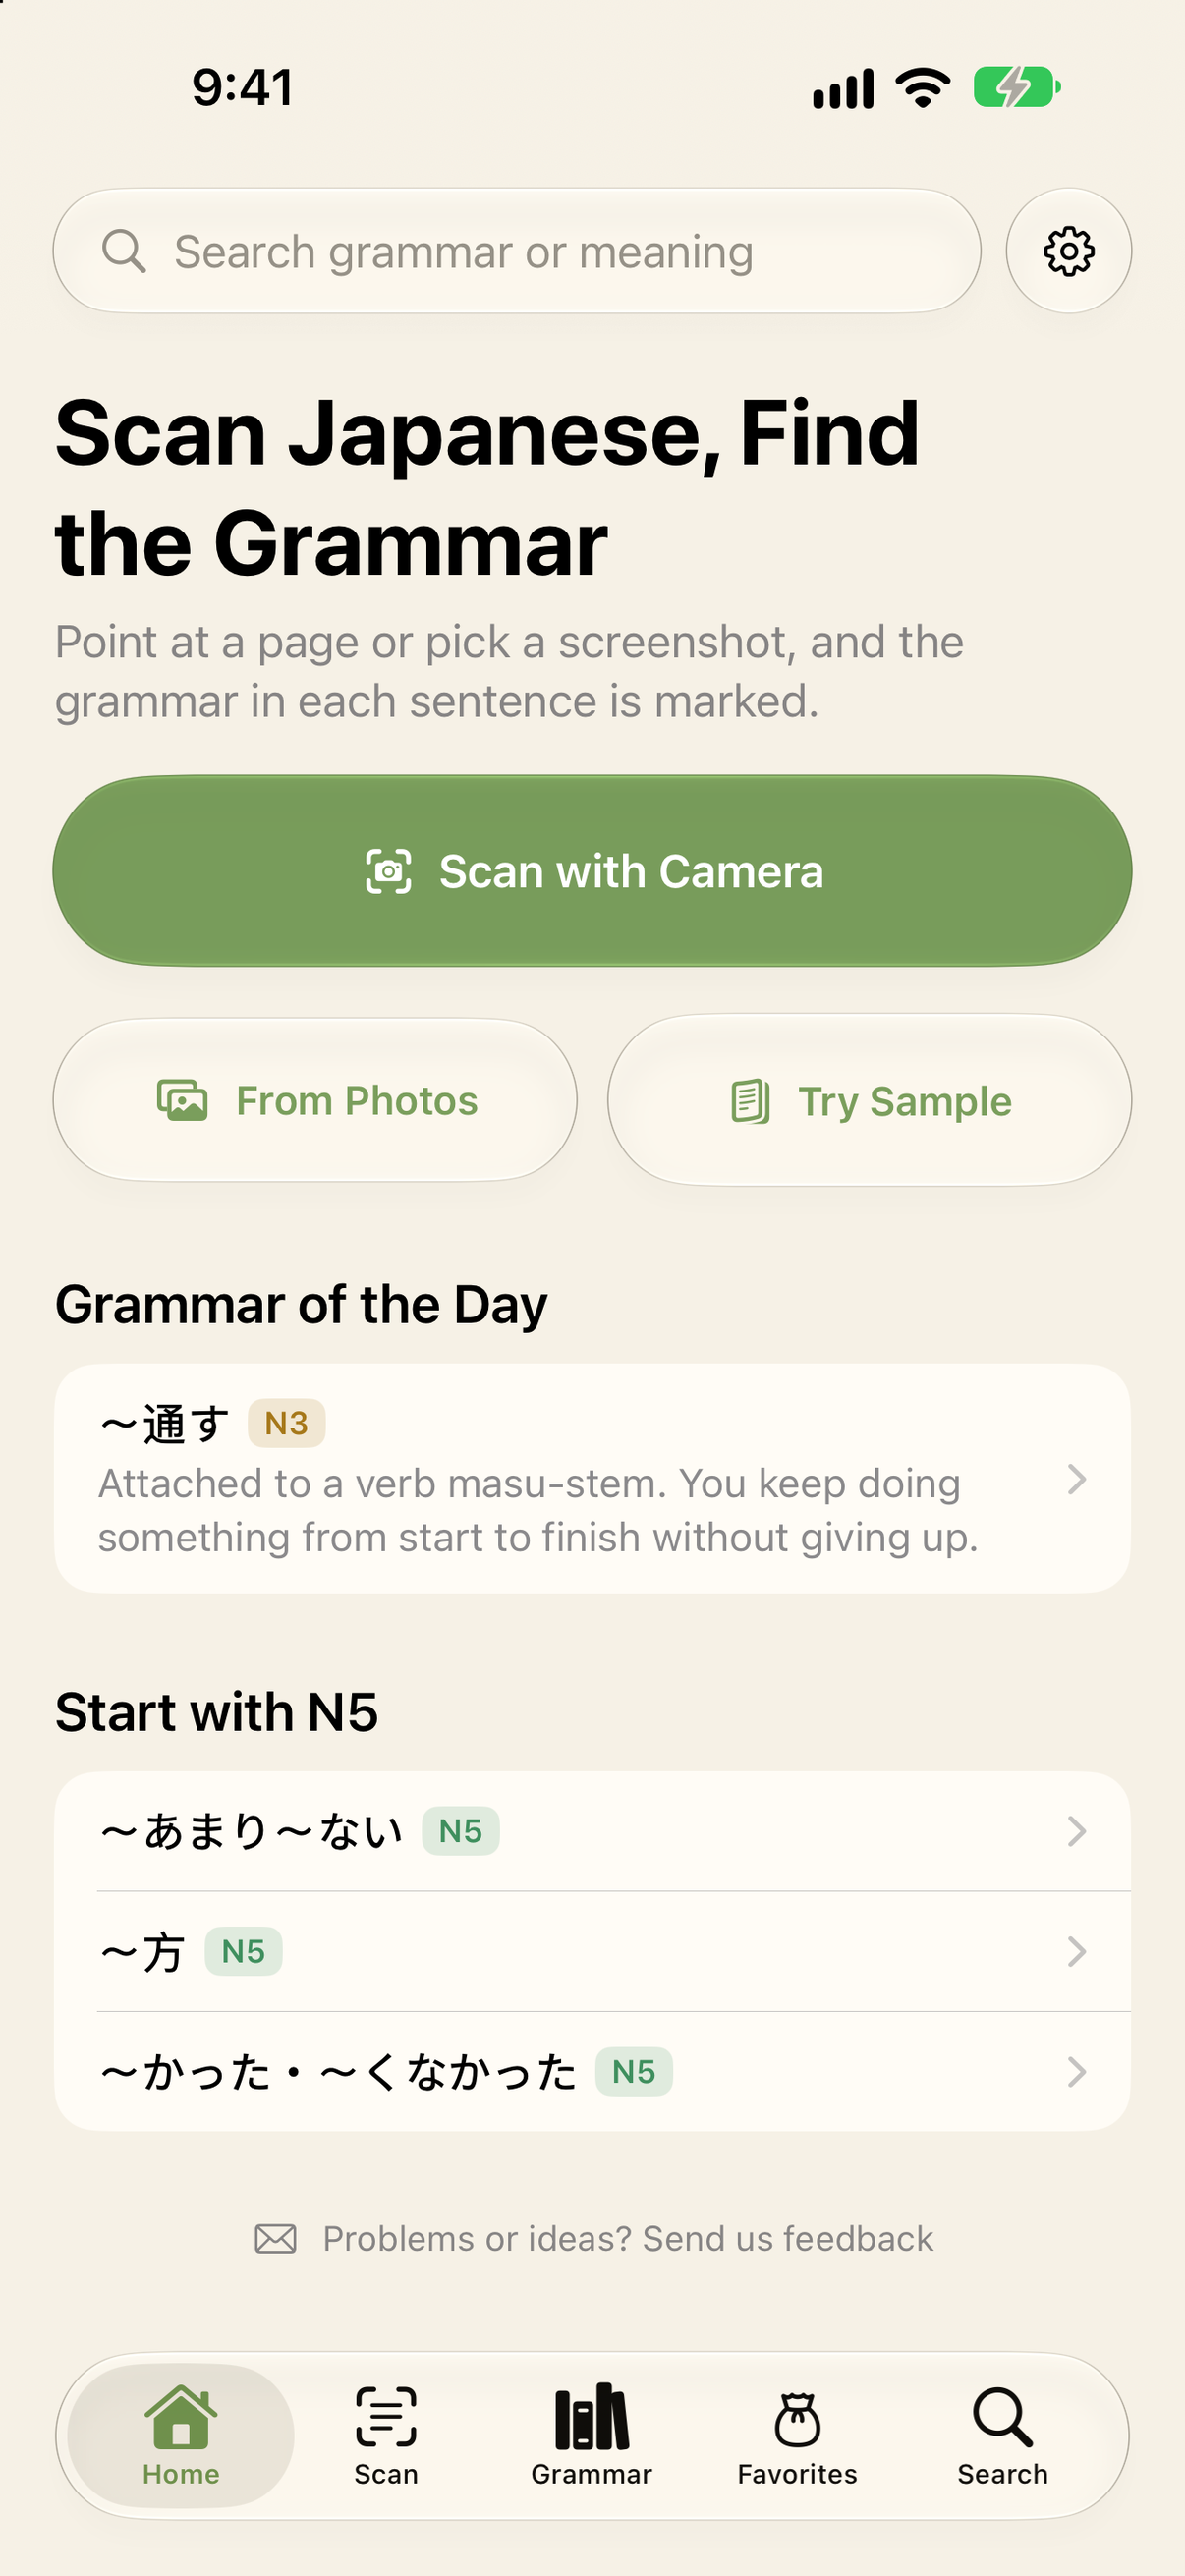 9:41
Search grammar or meaning
Scan Japanese, Find
the Grammar
Point at a page or pick a screenshot, and the
grammar in each sentence is marked.
Scan with Camera
From Photos
Try Sample
Grammar of the Day
〜通す N3
Attached to a verb masu-stem. You keep doing
something from start to finish without giving up.
Start with N5
〜あまり〜ない N5
〜方 N5
〜かった・〜くなかった N5
Problems or ideas? Send us feedback
Home
Scan
Grammar
Favorites
Search